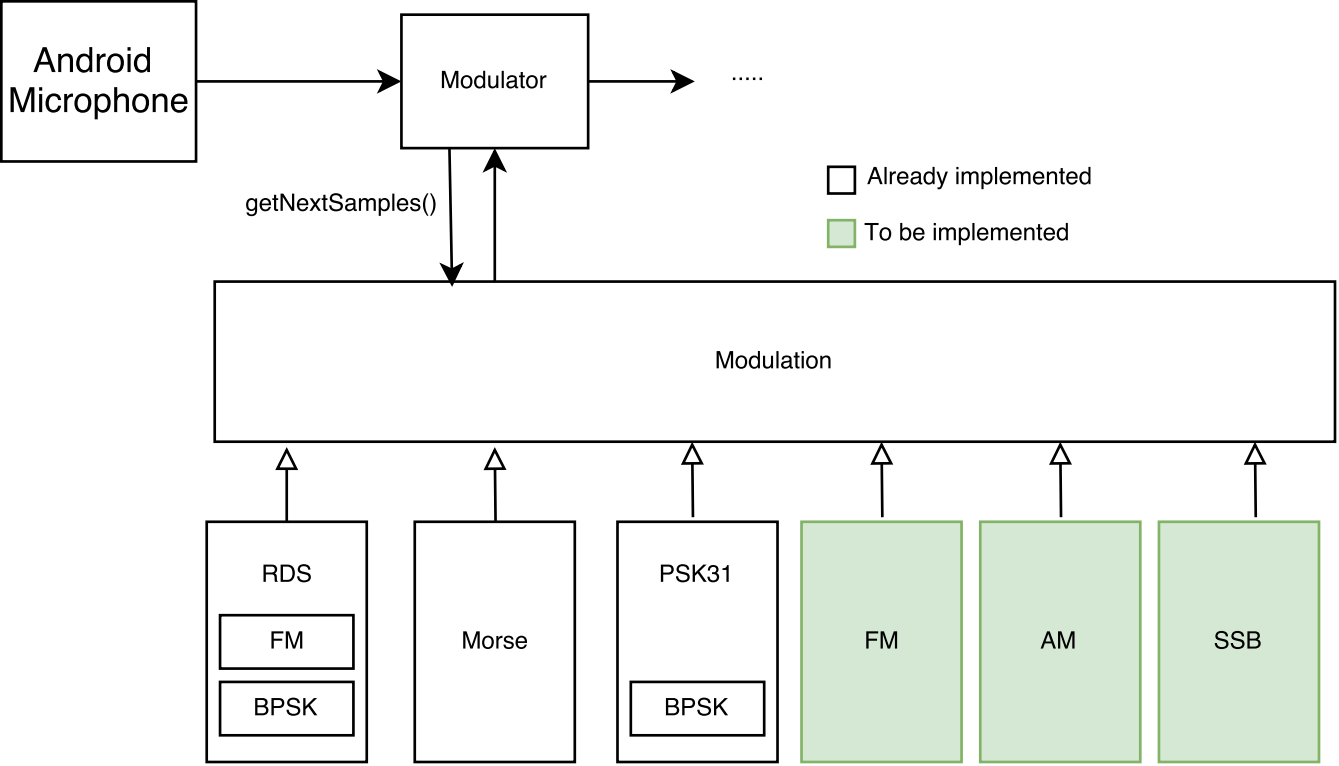 Android
Microphone
Modulator
.....
getNextSamples()
Already implemented
To be implemented
Modulation
RDS
FM
BPSK
Morse
PSK31
BPSK
FM
AM
SSB